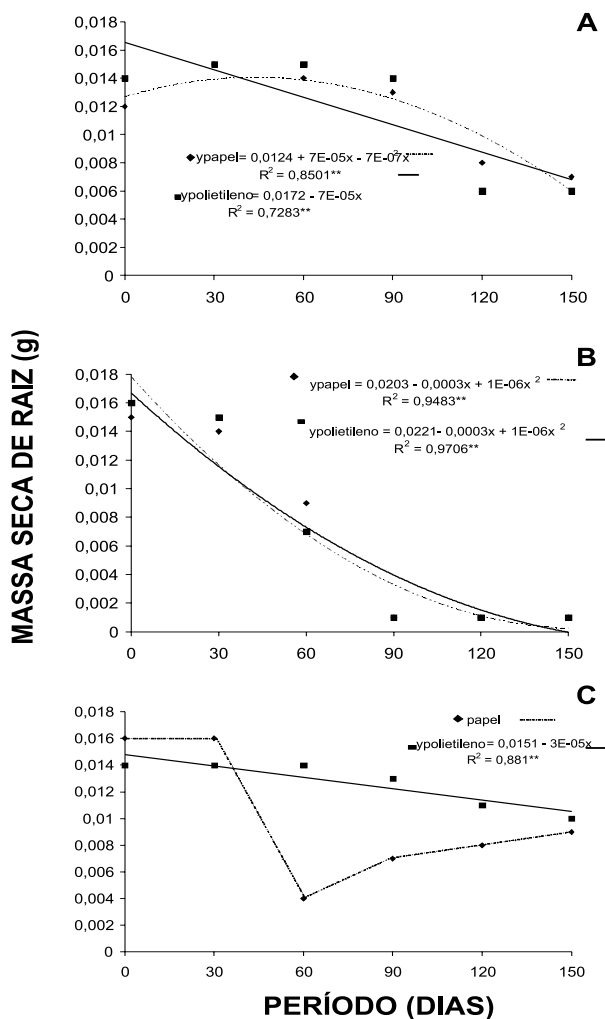 A
0,018
0,016
0,014
0,012
0,01
0,008
0,006
0,004
0,002
0
ypapel= 0,0124 + 7E-05x - 7E-07x²
R² = 0,8501**
ypolietileno= 0,0172 - 7E-05x
R² = 0,7283**
0 30 60 90 120 150
MASSA SECA DE RAIZ (g)
B
0,018
0,016
0,014
0,012
0,01
0,008
0,006
0,004
0,002
0
ypapel = 0,0203 - 0,0003x + 1E-06x ²
R² = 0,9483**
ypolietileno = 0,0221- 0,0003x + 1E-06x ²
R² = 0,9706**
0 30 60 90 120 150
C
0,018
0,016
0,014
0,012
0,01
0,008
0,006
0,004
0,002
0
papel
ypolietileno= 0,0151 - 3E-05x
R² = 0,881**
0 30 60 90 120 150
PERÍODO (DIAS)